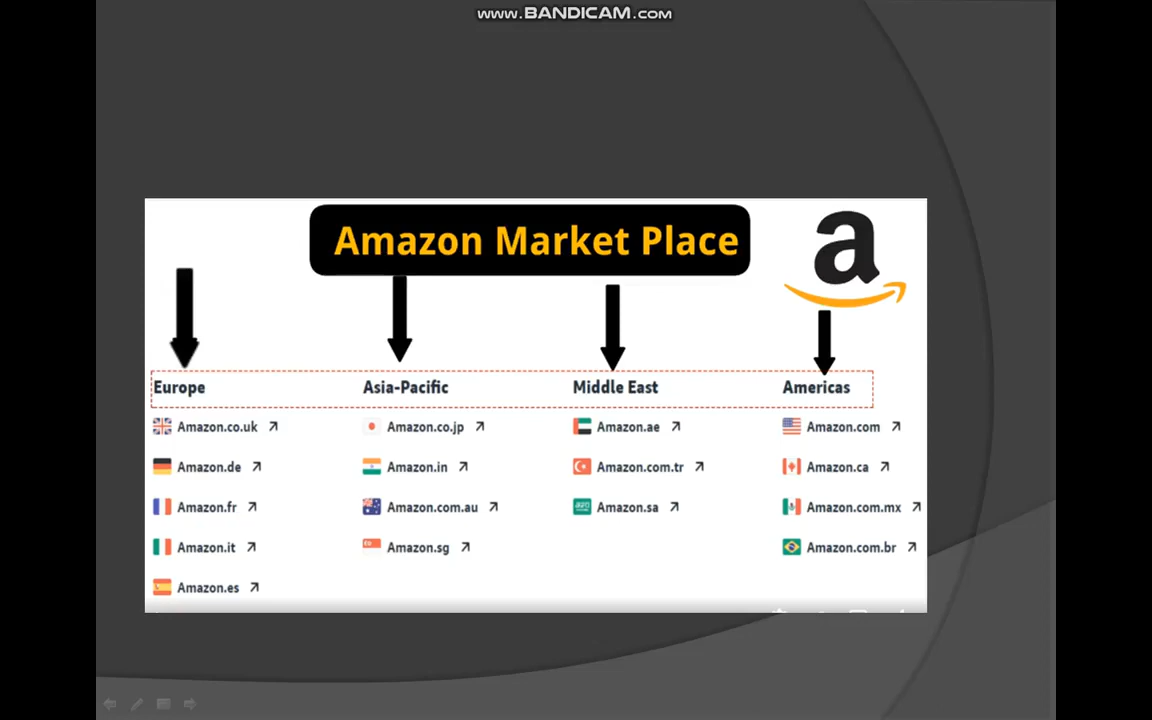 www.BANDICAM.com
Amazon Market Place
a
Europe Asia-Pacific Middle East Americas
Amazon.co.uk Amazon.co.jp Amazon.ae Amazon.com
Amazon.de Amazon.in Amazon.com.tr Amazon.ca
Amazon.fr Amazon.com.au Amazon.sa Amazon.com.mx
Amazon.it Amazon.sg Amazon.com.br
Amazon.es